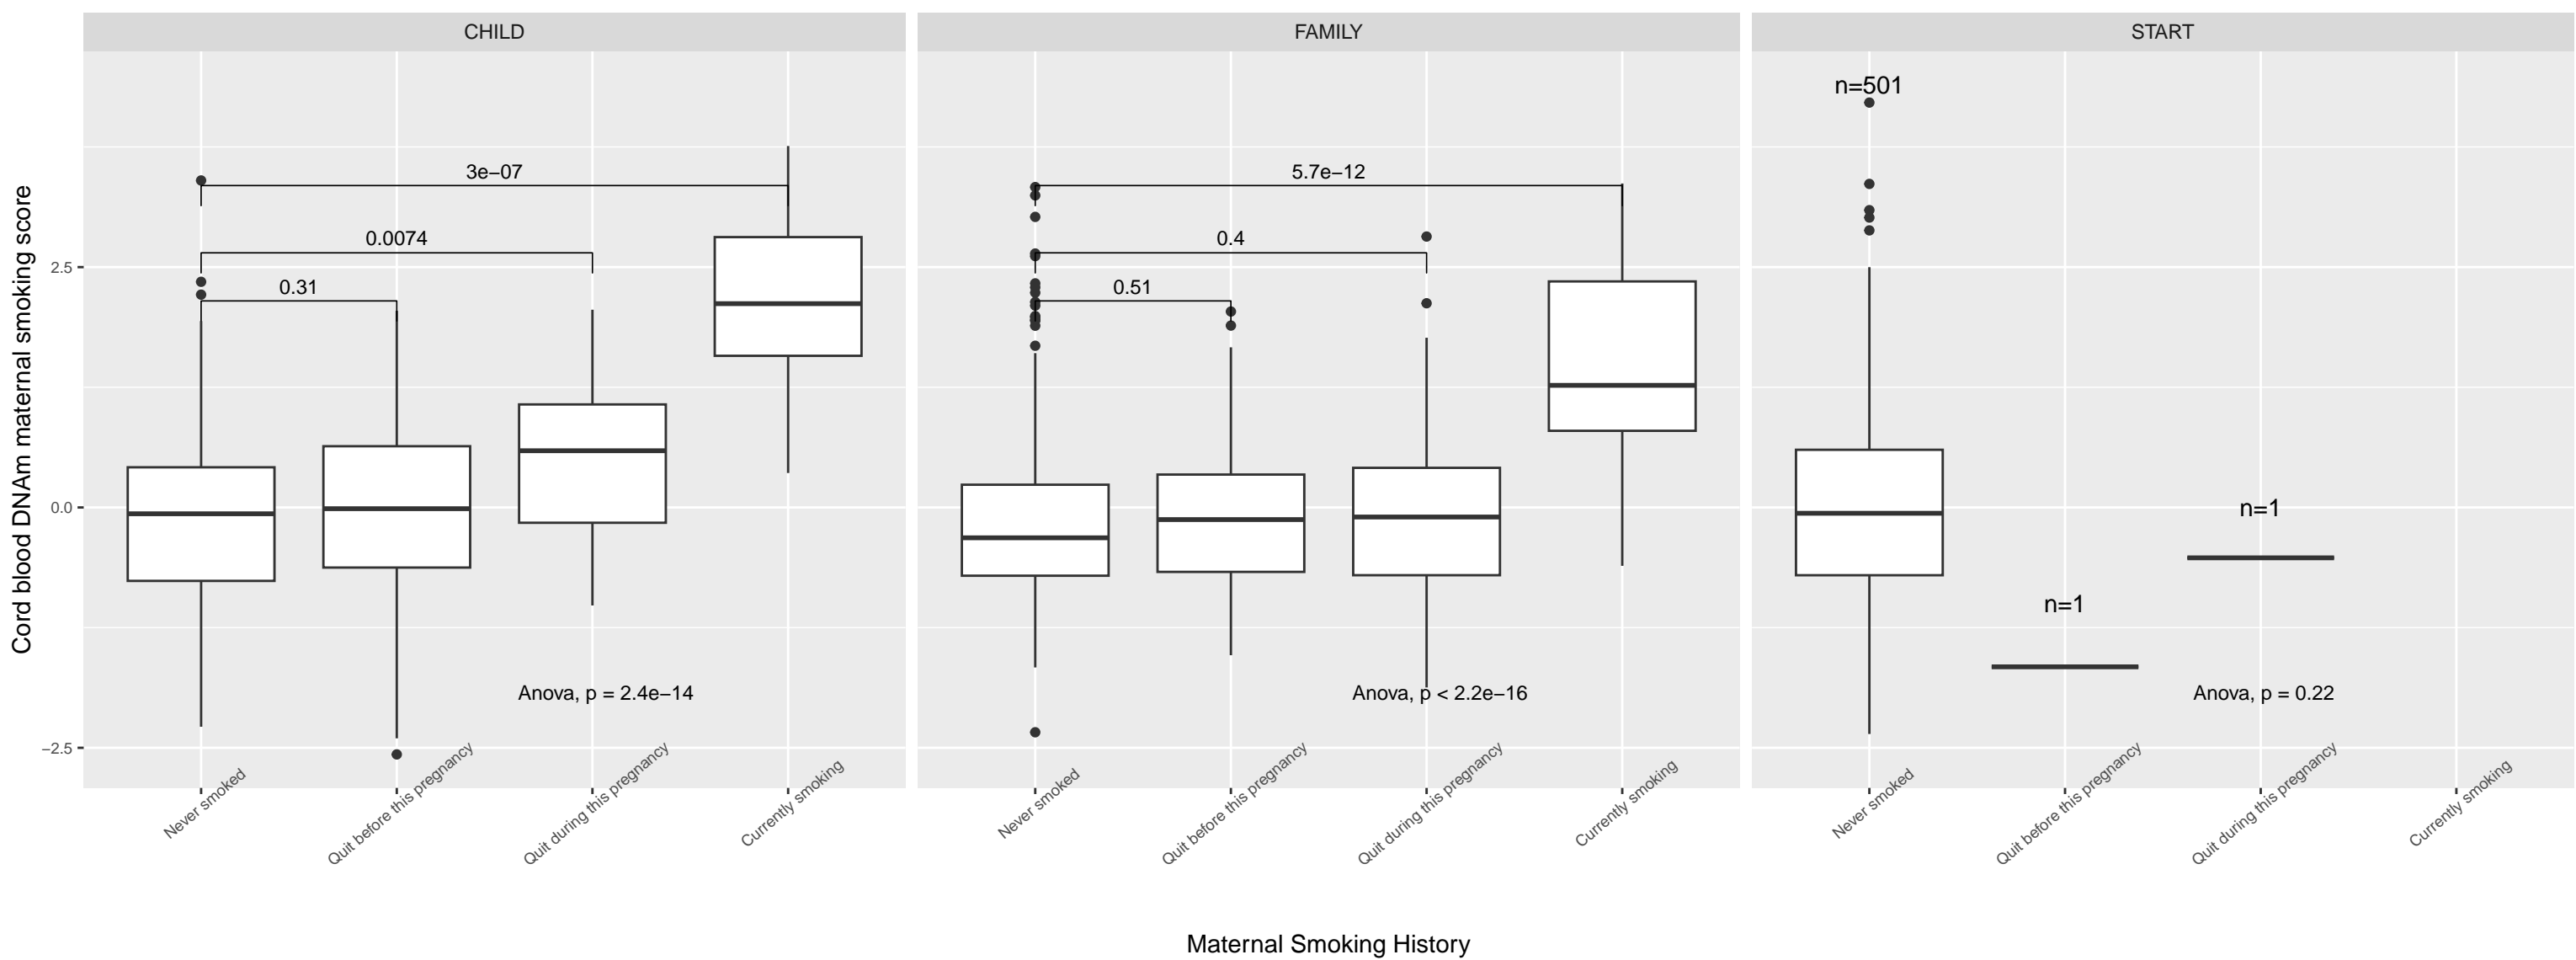 CHILD
FAMILY
START
Cord blood DNAm maternal smoking score
2.5
0.0
−2.5
3e−07
0.0074
0.31
Anova, p = 2.4e−14
5.7e−12
0.4
0.51
Anova, p < 2.2e−16
n=501
n=1
n=1
Anova, p = 0.22
Never smoked
Quit before this pregnancy
Quit during this pregnancy
Currently smoking
Never smoked
Quit before this pregnancy
Quit during this pregnancy
Currently smoking
Never smoked
Quit before this pregnancy
Quit during this pregnancy
Currently smoking
Maternal Smoking History